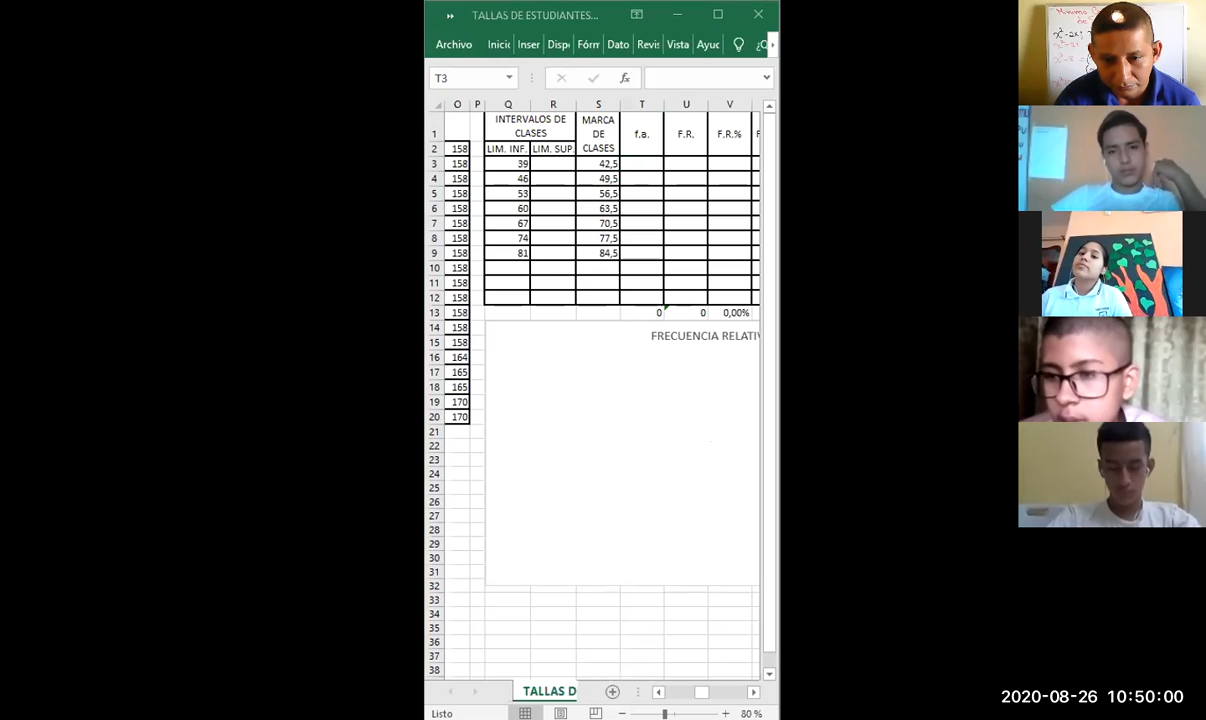 TALLAS DE ESTUDIANTES...
Archivo Inicio Inser Dispo Fórm Dato Revis Vista Ayuc
T3 fx
O P Q R S T U V
1 INTERVALOS DE CLASES MARCA DE CLASES f.a. F.R. F.R.% F
2 158 LIM. INF. LIM. SUP.
3 158 39 42,5
4 158 46 49,5
5 158 53 56,5
6 158 60 63,5
7 158 67 70,5
8 158 74 77,5
9 158 81 84,5
10 158
11 158
12 158
13 158 0 0 0,00%
14 158
15 158
16 164
17 165
18 165
19 170
20 170
21
22
23
24
25
26
27
28
29
30
31
32
33
34
35
36
37
38
FRECUENCIA RELATIV
TALLAS D
Listo 80 %
2020-08-26 10:50:00